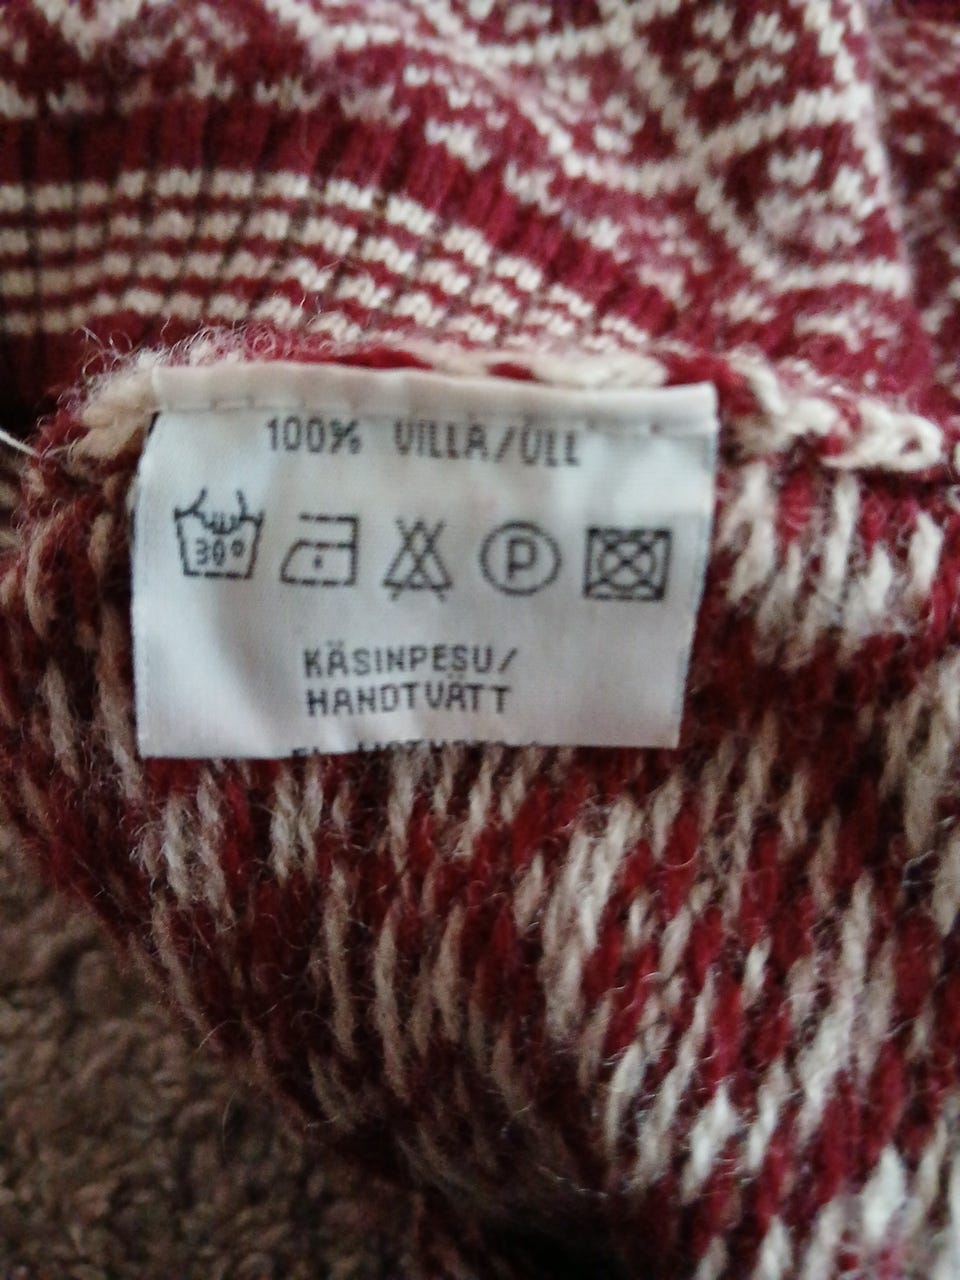 100% VILLA/ULL
30°
P
KÄSINPESU/
HANDTVÄTT